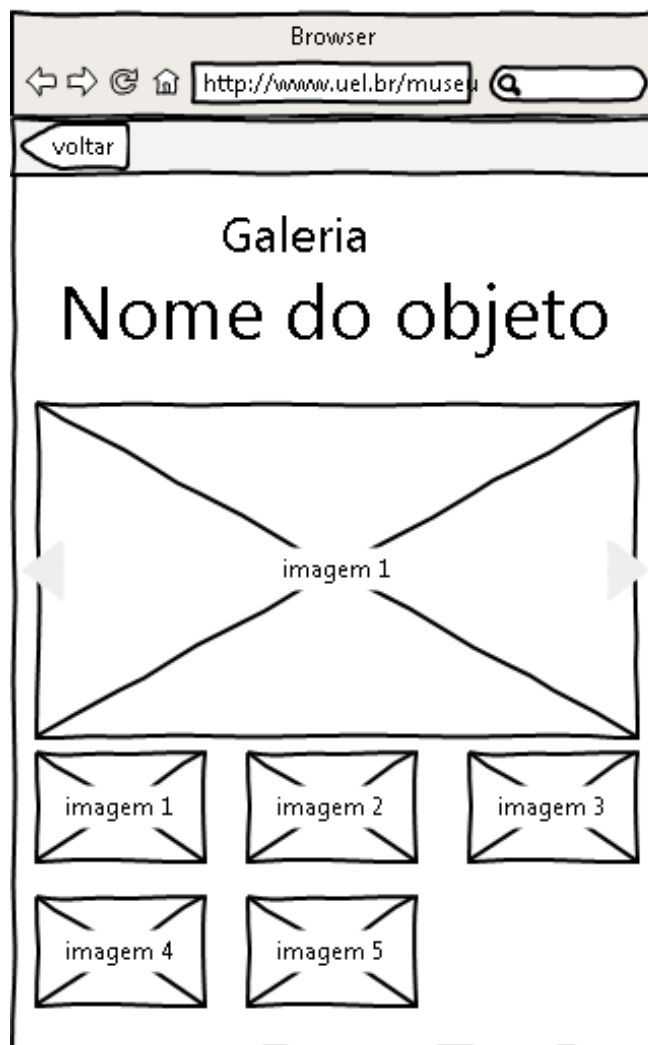 Browser
http://www.uel.br/museu
voltar
Galeria
Nome do objeto
imagem 1
imagem 1 imagem 2 imagem 3
imagem 4 imagem 5